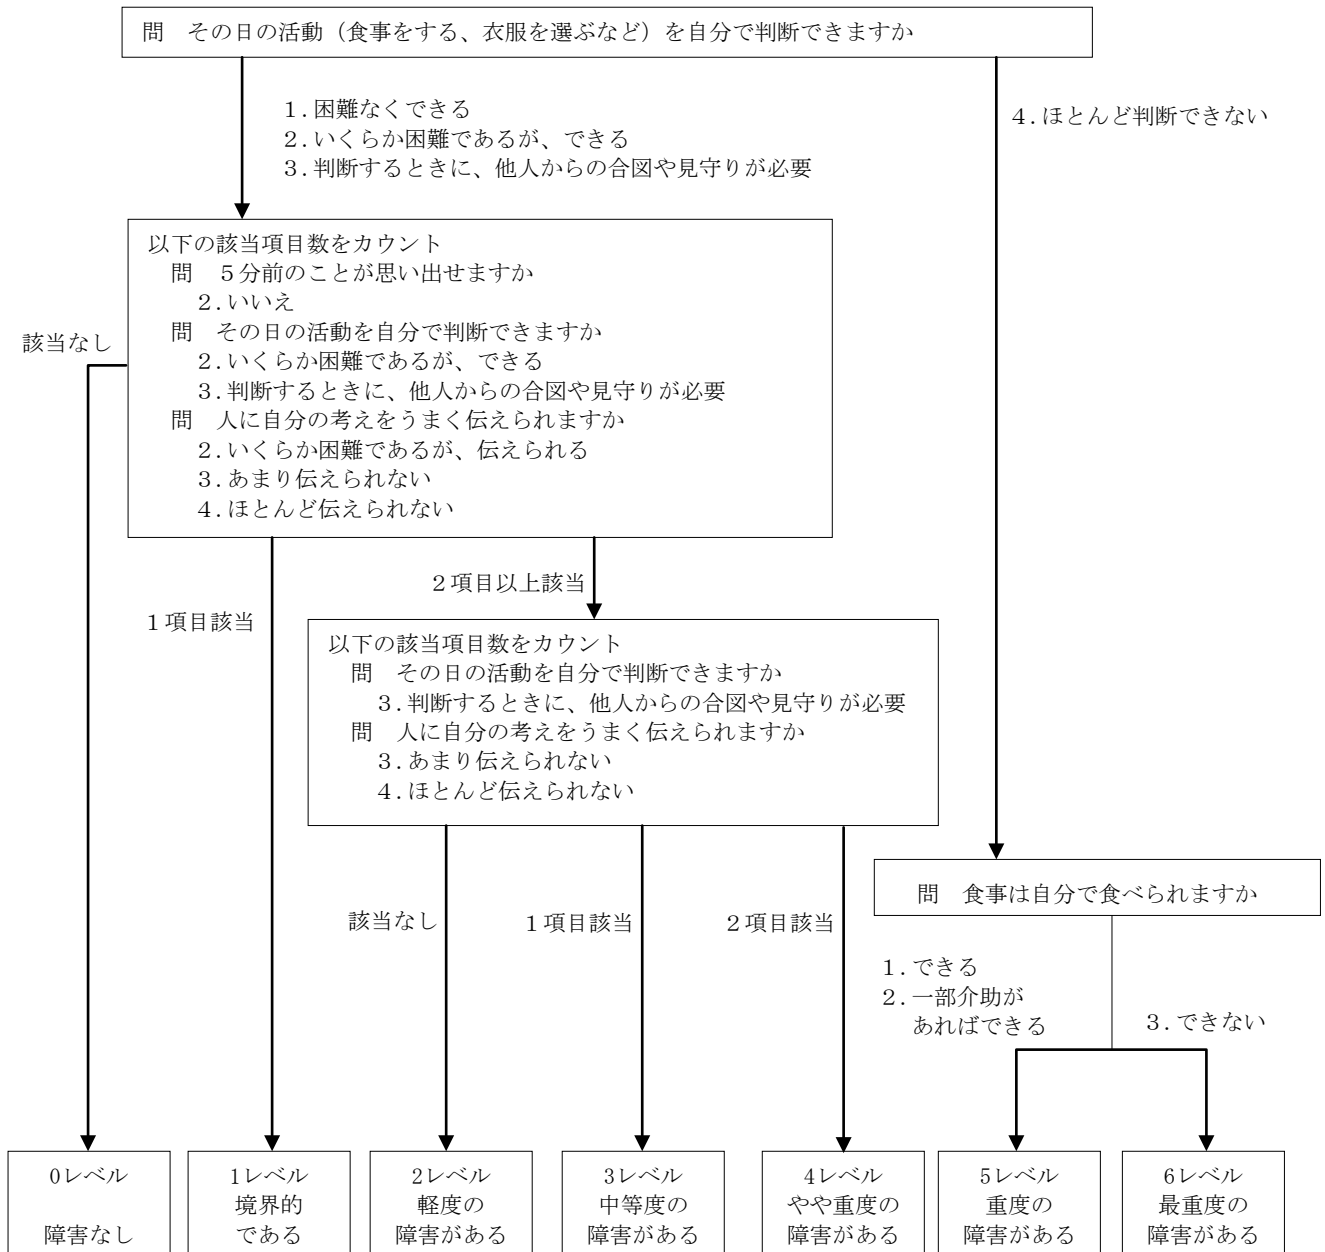 問　その日の活動（食事をする、衣服を選ぶなど）を自分で判断できますか
１.困難なくできる
２.いくらか困難であるが、できる
３.判断するときに、他人からの合図や見守りが必要
４.ほとんど判断できない
以下の該当項目数をカウント
問　５分前のことが思い出せますか
２.いいえ
問　その日の活動を自分で判断できますか
２.いくらか困難であるが、できる
３.判断するときに、他人からの合図や見守りが必要
問　人に自分の考えをうまく伝えられますか
２.いくらか困難であるが、伝えられる
３.あまり伝えられない
４.ほとんど伝えられない
該当なし
１項目該当
２項目以上該当
以下の該当項目数をカウント
問　その日の活動を自分で判断できますか
３.判断するときに、他人からの合図や見守りが必要
問　人に自分の考えをうまく伝えられますか
３.あまり伝えられない
４.ほとんど伝えられない
該当なし
１項目該当
２項目該当
問　食事は自分で食べられますか
１.できる
２.一部介助が
あればできる
３.できない
0レベル
障害なし
1レベル
境界的
である
2レベル
軽度の
障害がある
3レベル
中等度の
障害がある
4レベル
やや重度の
障害がある
5レベル
重度の
障害がある
6レベル
最重度の
障害がある